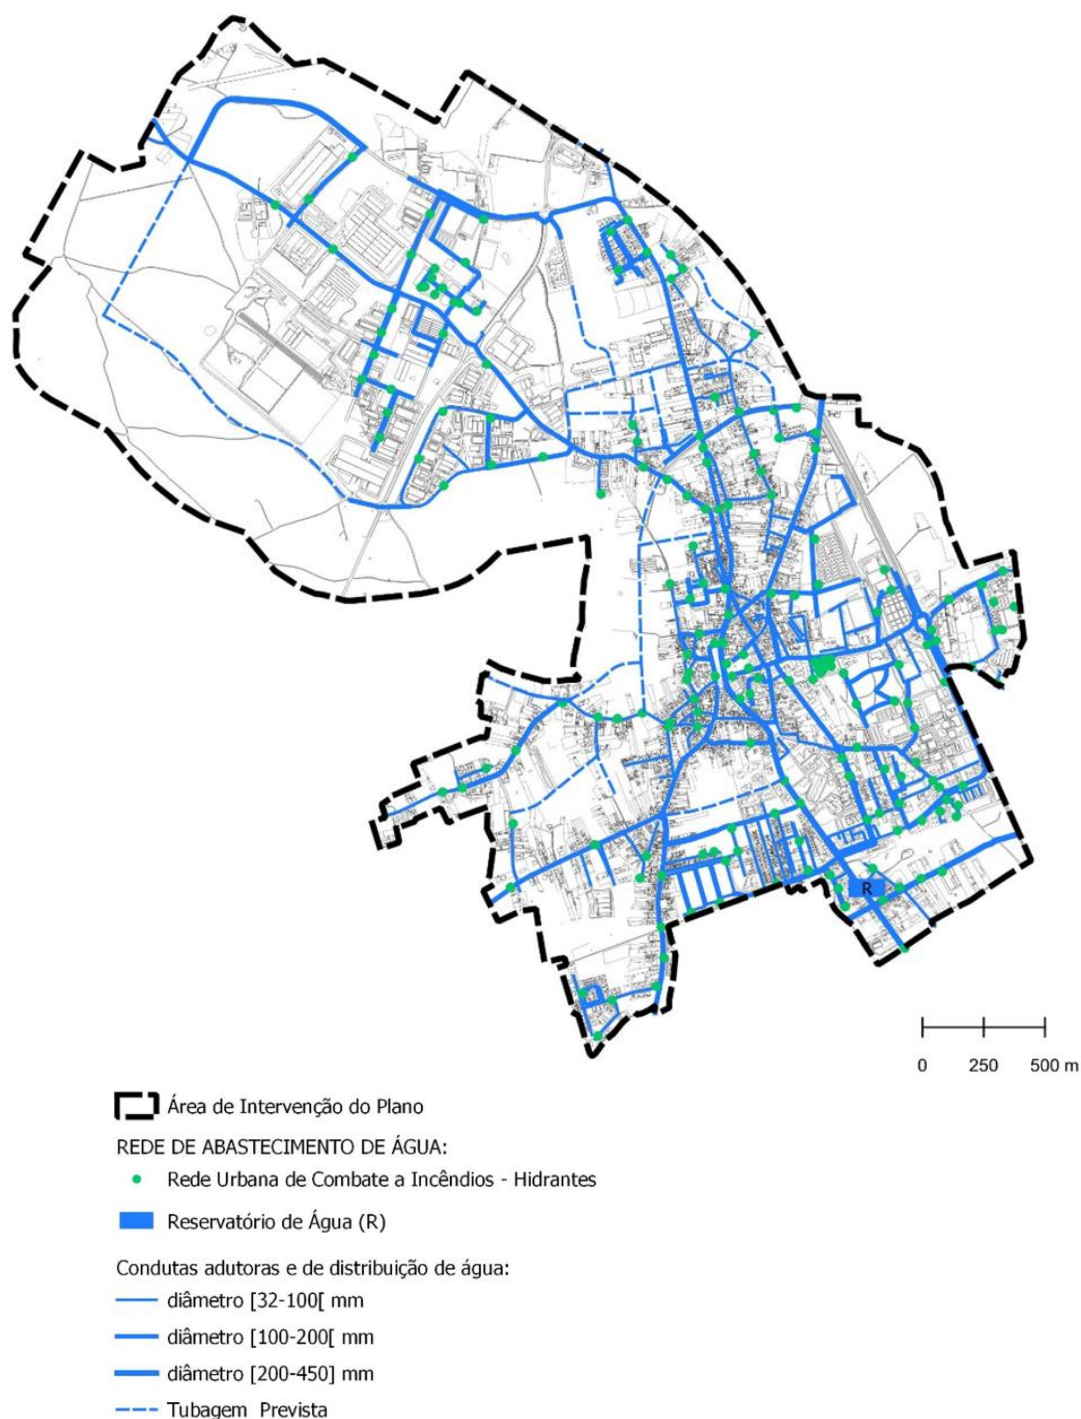 R
0 250 500 m
Área de Intervenção do Plano
REDE DE ABASTECIMENTO DE ÁGUA:
Rede Urbana de Combate a Incêndios - Hidrantes
Reservatório de Água (R)
Condutas adutoras e de distribuição de água:
diâmetro [32-100[ mm
diâmetro [100-200[ mm
diâmetro [200-450] mm
Tubagem Prevista